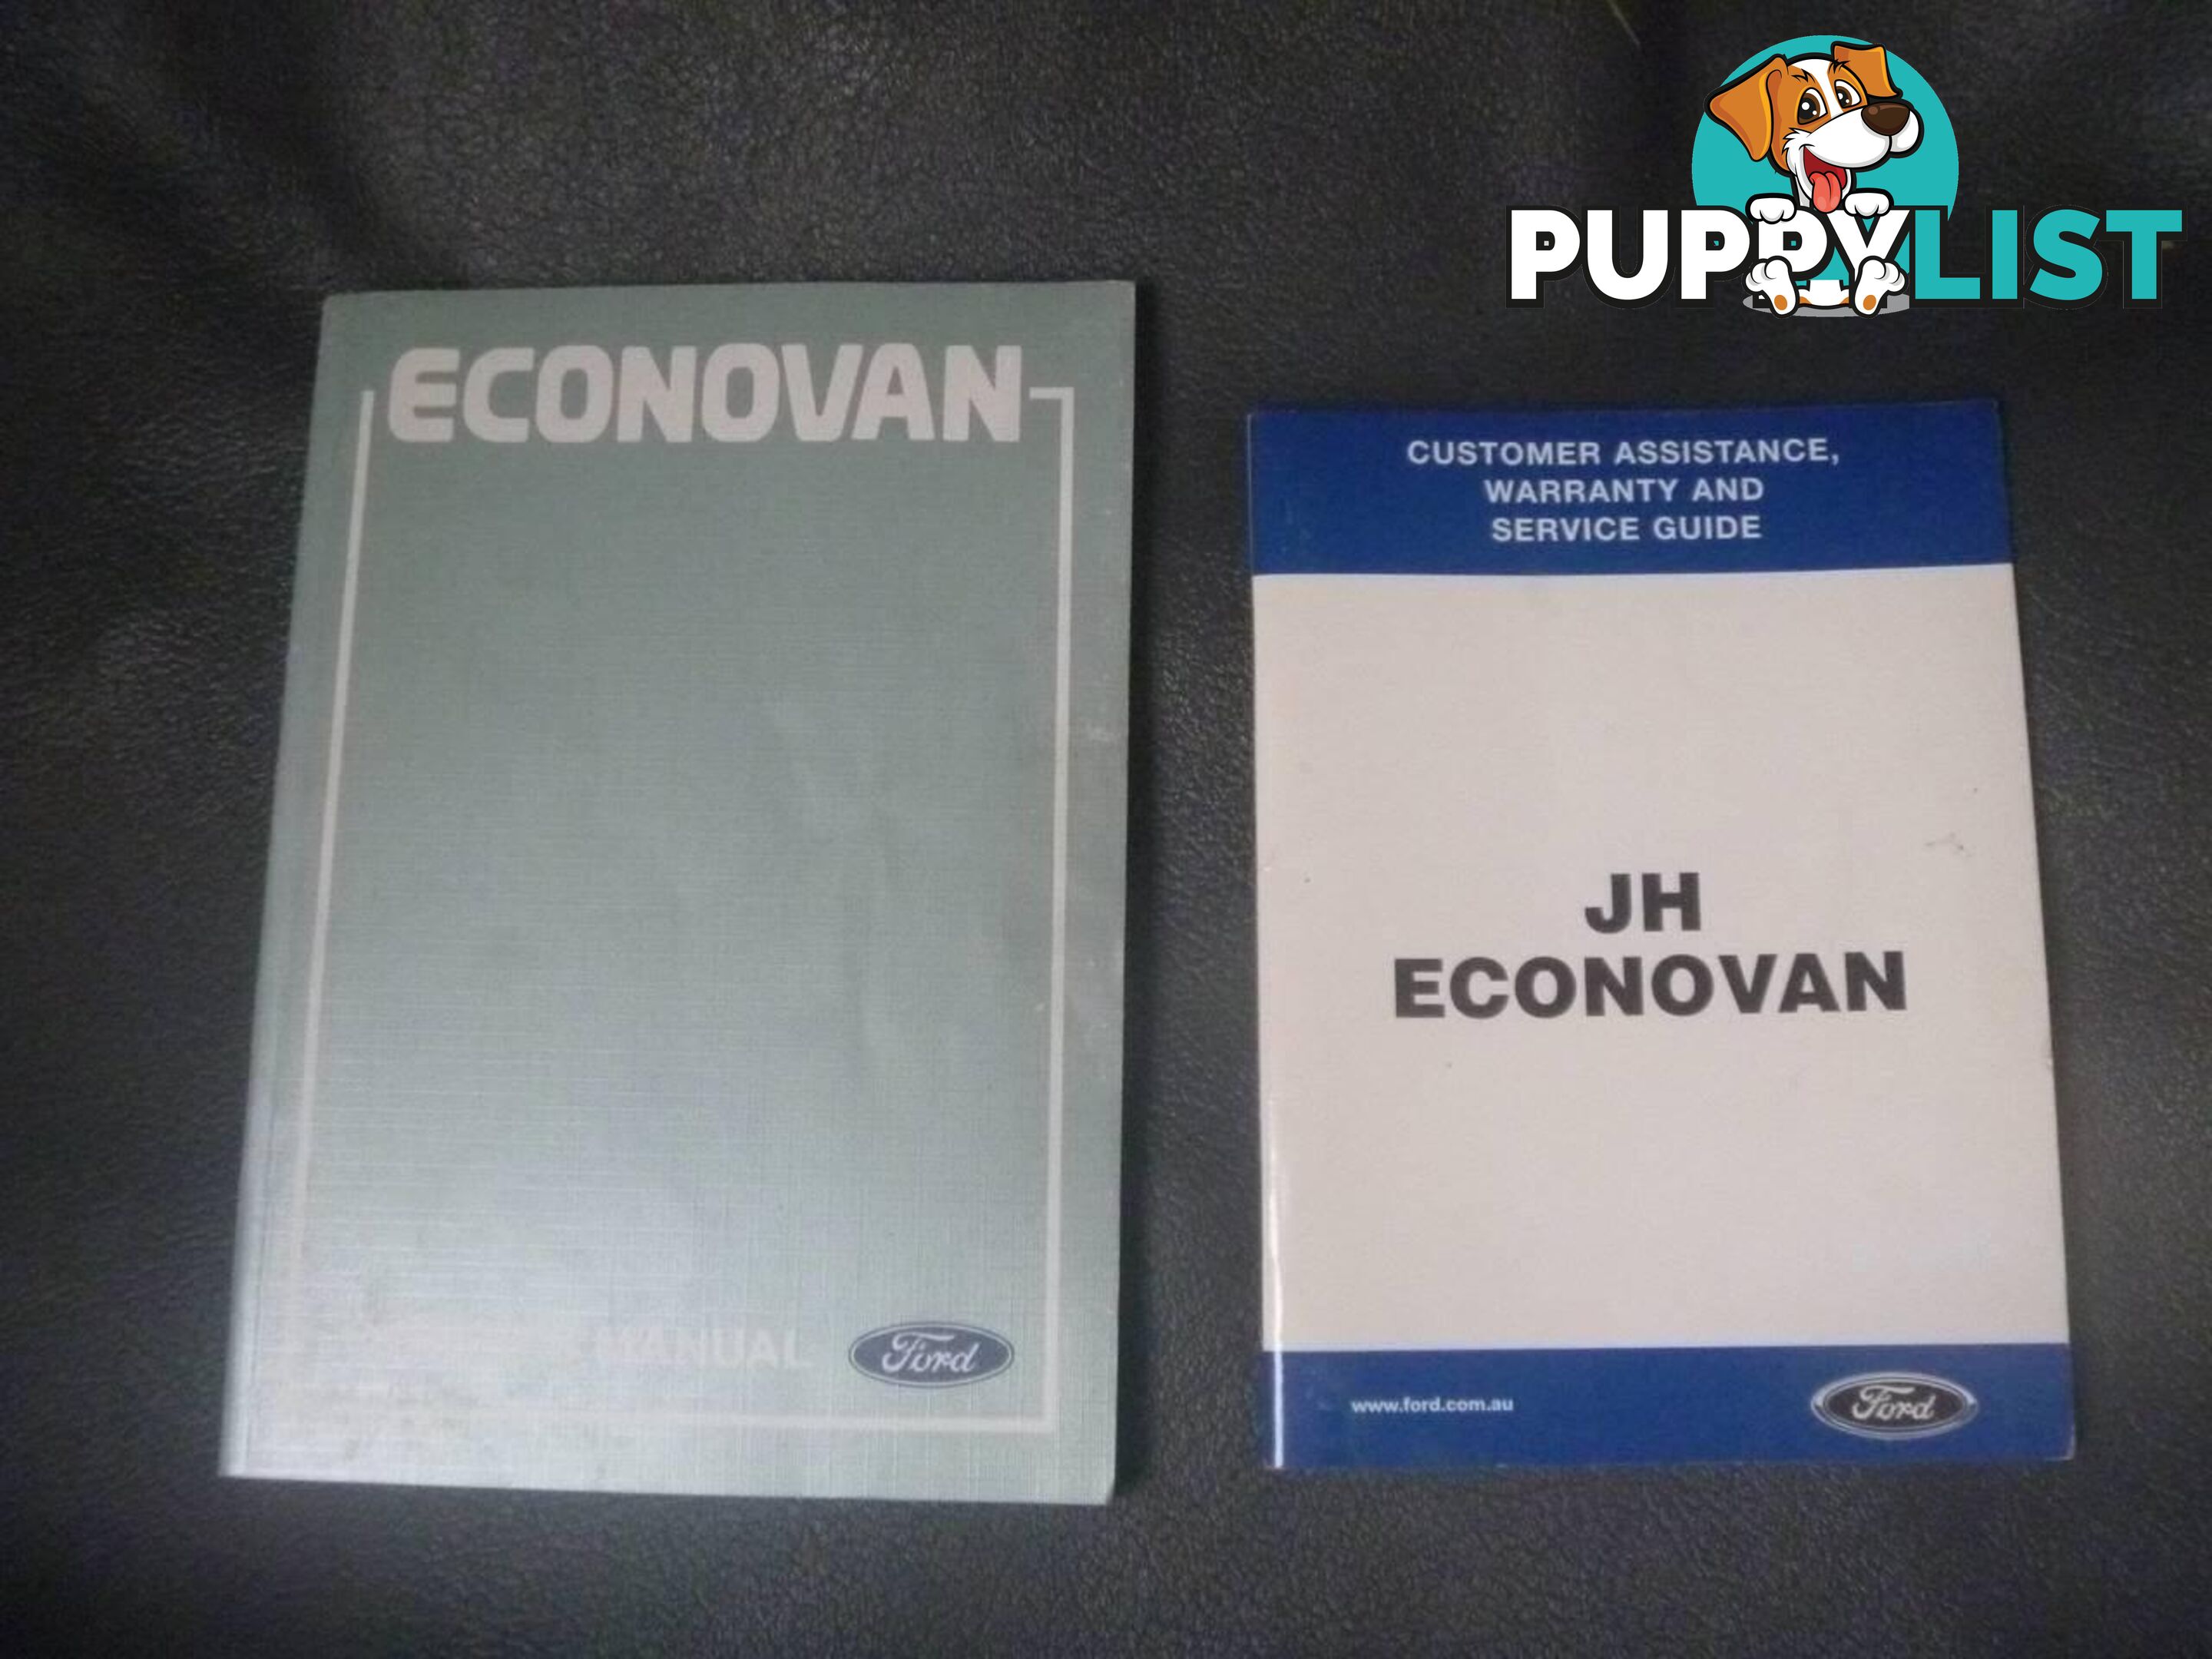 PUPPYLIST
ECONOVAN
MANUAL
Ford
CUSTOMER ASSISTANCE,
WARRANTY AND
SERVICE GUIDE
JH
ECONOVAN
www.ford.com.au
Ford